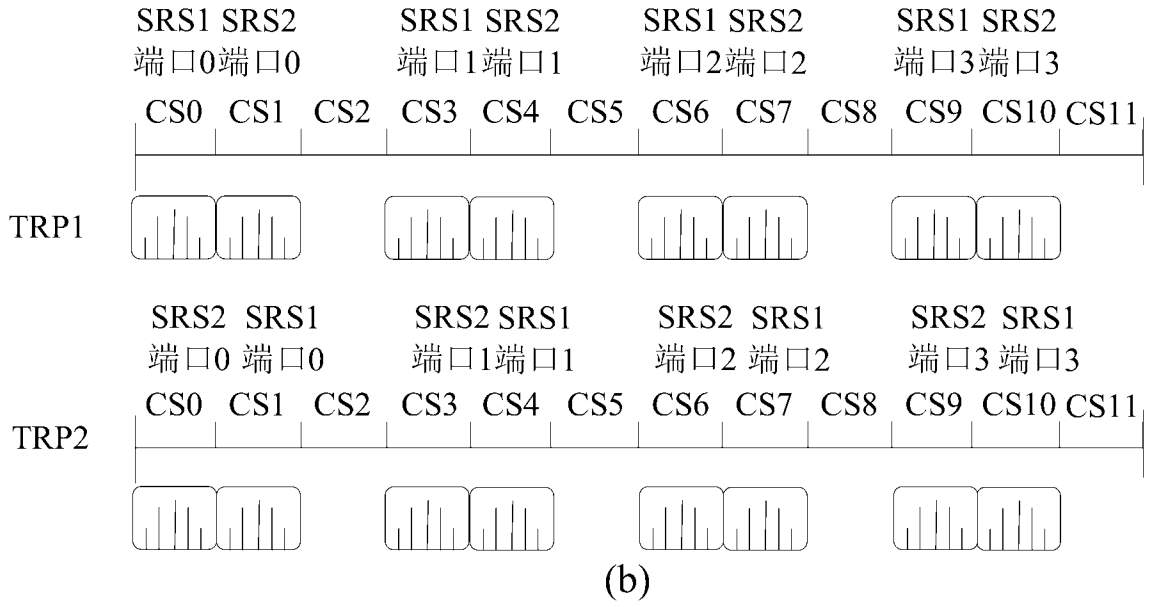 SRS1 SRS2 SRS1 SRS2 SRS1 SRS2 SRS1 SRS2
端口0端口0 端口1端口1 端口2端口2 端口3端口3
CS0 CS1 CS2 CS3 CS4 CS5 CS6 CS7 CS8 CS9 CS10 CS11
TRP1
SRS2 SRS1 SRS2 SRS1 SRS2 SRS1 SRS2 SRS1
端口0 端口0 端口1 端口1 端口2 端口2 端口3 端口3
CS0 CS1 CS2 CS3 CS4 CS5 CS6 CS7 CS8 CS9 CS10 CS11
TRP2
(b)